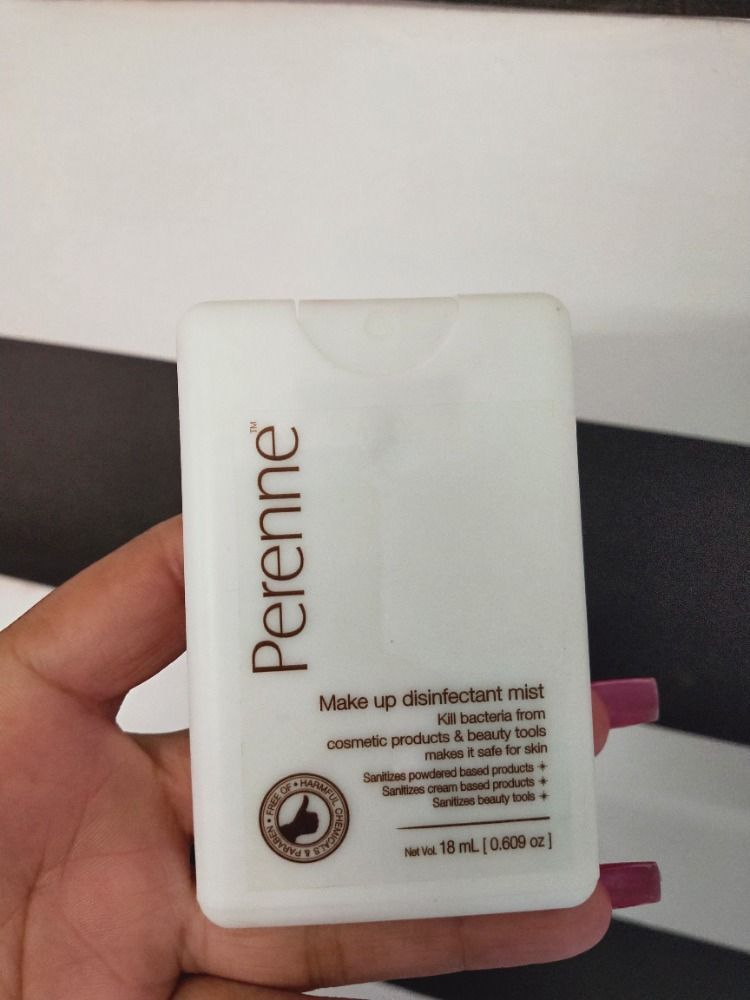 Perenne™
Make up disinfectant mist
Kill bacteria from
cosmetic products & beauty tools
makes it safe for skin
Sanitizes powdered based products
Sanitizes cream based products
Sanitizes beauty tools
FREE OF • HARMFUL CHEMICALS & PARABEN •
Net Vol. 18 mL [ 0.609 oz ]